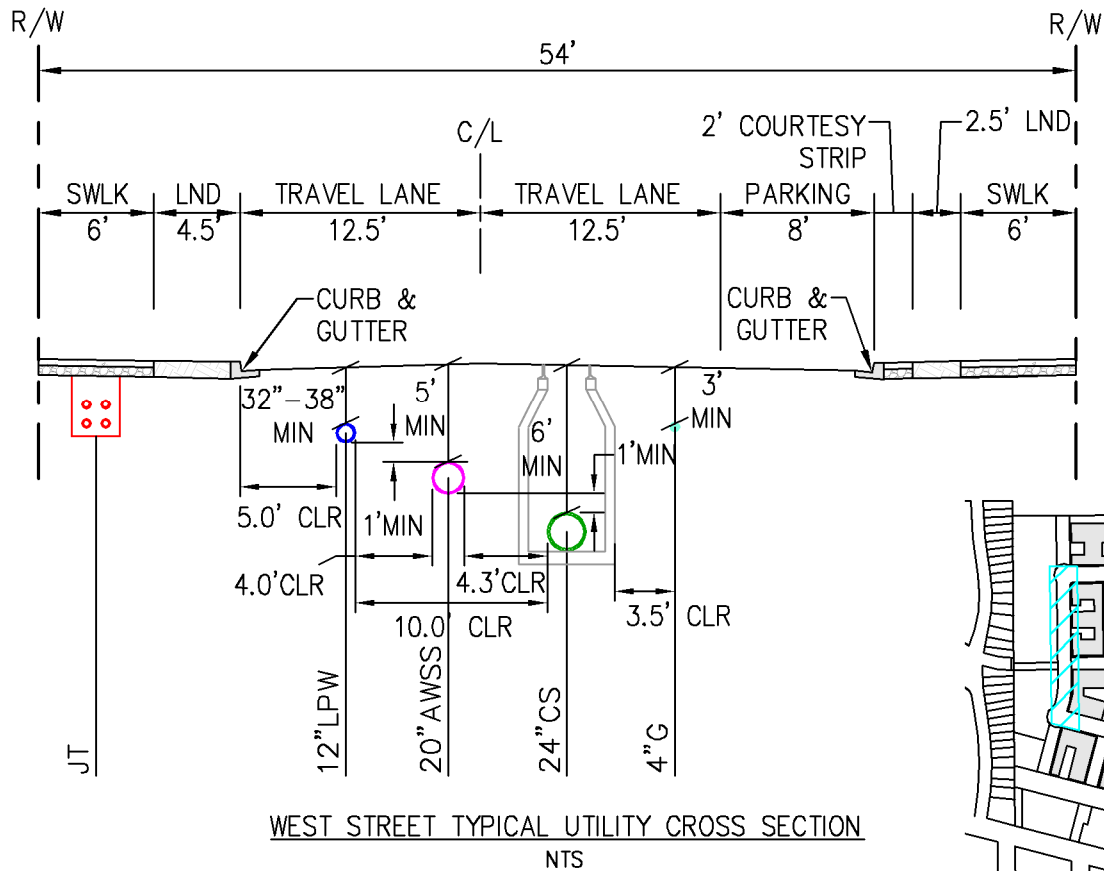 R/W
R/W
54'
C/L
2' COURTESY
STRIP
2.5' LND
SWLK
LND
TRAVEL LANE
TRAVEL LANE
PARKING
SWLK
6'
4.5'
12.5'
12.5'
8'
6'
CURB &
GUTTER
CURB &
GUTTER
32"-38"
MIN
5'
MIN
6'
MIN
3'
MIN
1'MIN
5.0' CLR
1'MIN
4.0'CLR
4.3'CLR
10.0' CLR
3.5' CLR
JT
12"LPW
20"AWSS
24"CS
4"G
WEST STREET TYPICAL UTILITY CROSS SECTION
NTS